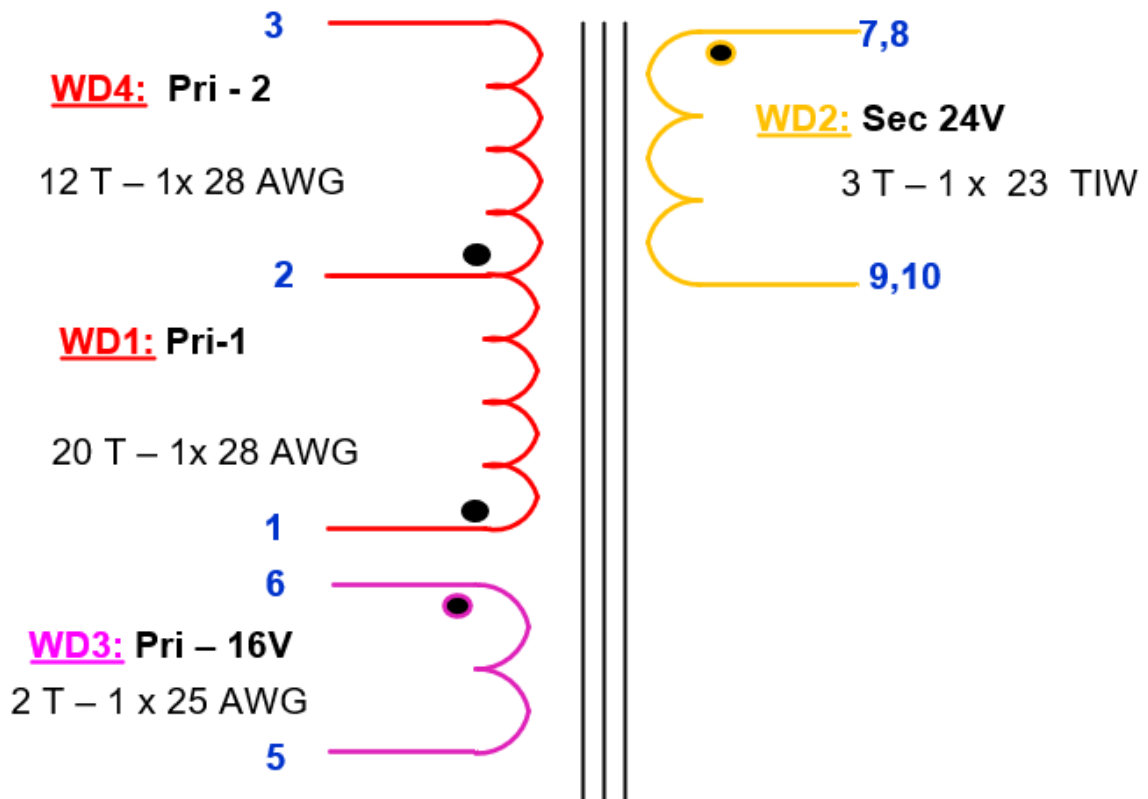 3
WD4: Pri - 2
12 T – 1x 28 AWG
2
WD1: Pri-1
20 T – 1x 28 AWG
1
6
WD3: Pri – 16V
2 T – 1 x 25 AWG
5
7,8
WD2: Sec 24V
3 T – 1 x 23 TIW
9,10